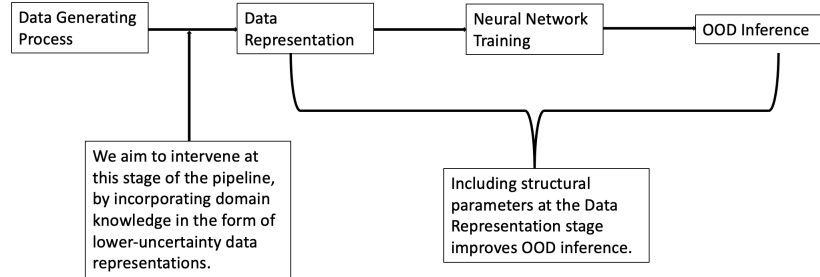 Data Generating
Process
Data
Representation
Neural Network
Training
OOD Inference
We aim to intervene at
this stage of the pipeline,
by incorporating domain
knowledge in the form of
lower-uncertainty data
representations.
Including structural
parameters at the Data
Representation stage
improves OOD inference.